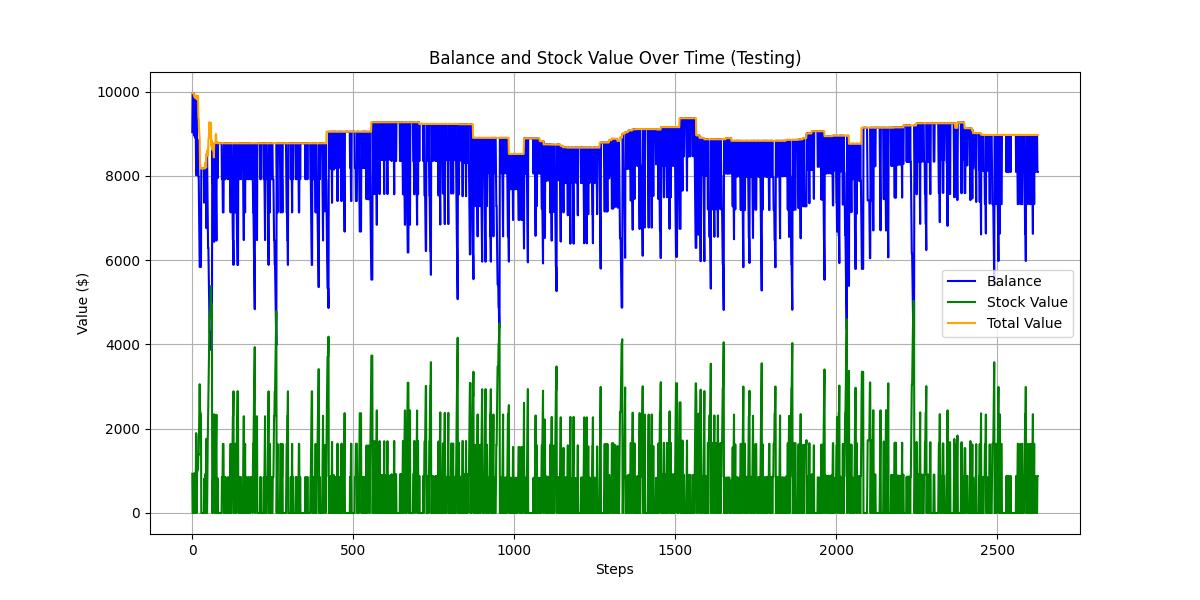 Balance and Stock Value Over Time (Testing)
10000
8000
6000
4000
2000
0
Value ($)
Balance
Stock Value
Total Value
0 500 1000 1500 2000 2500
Steps